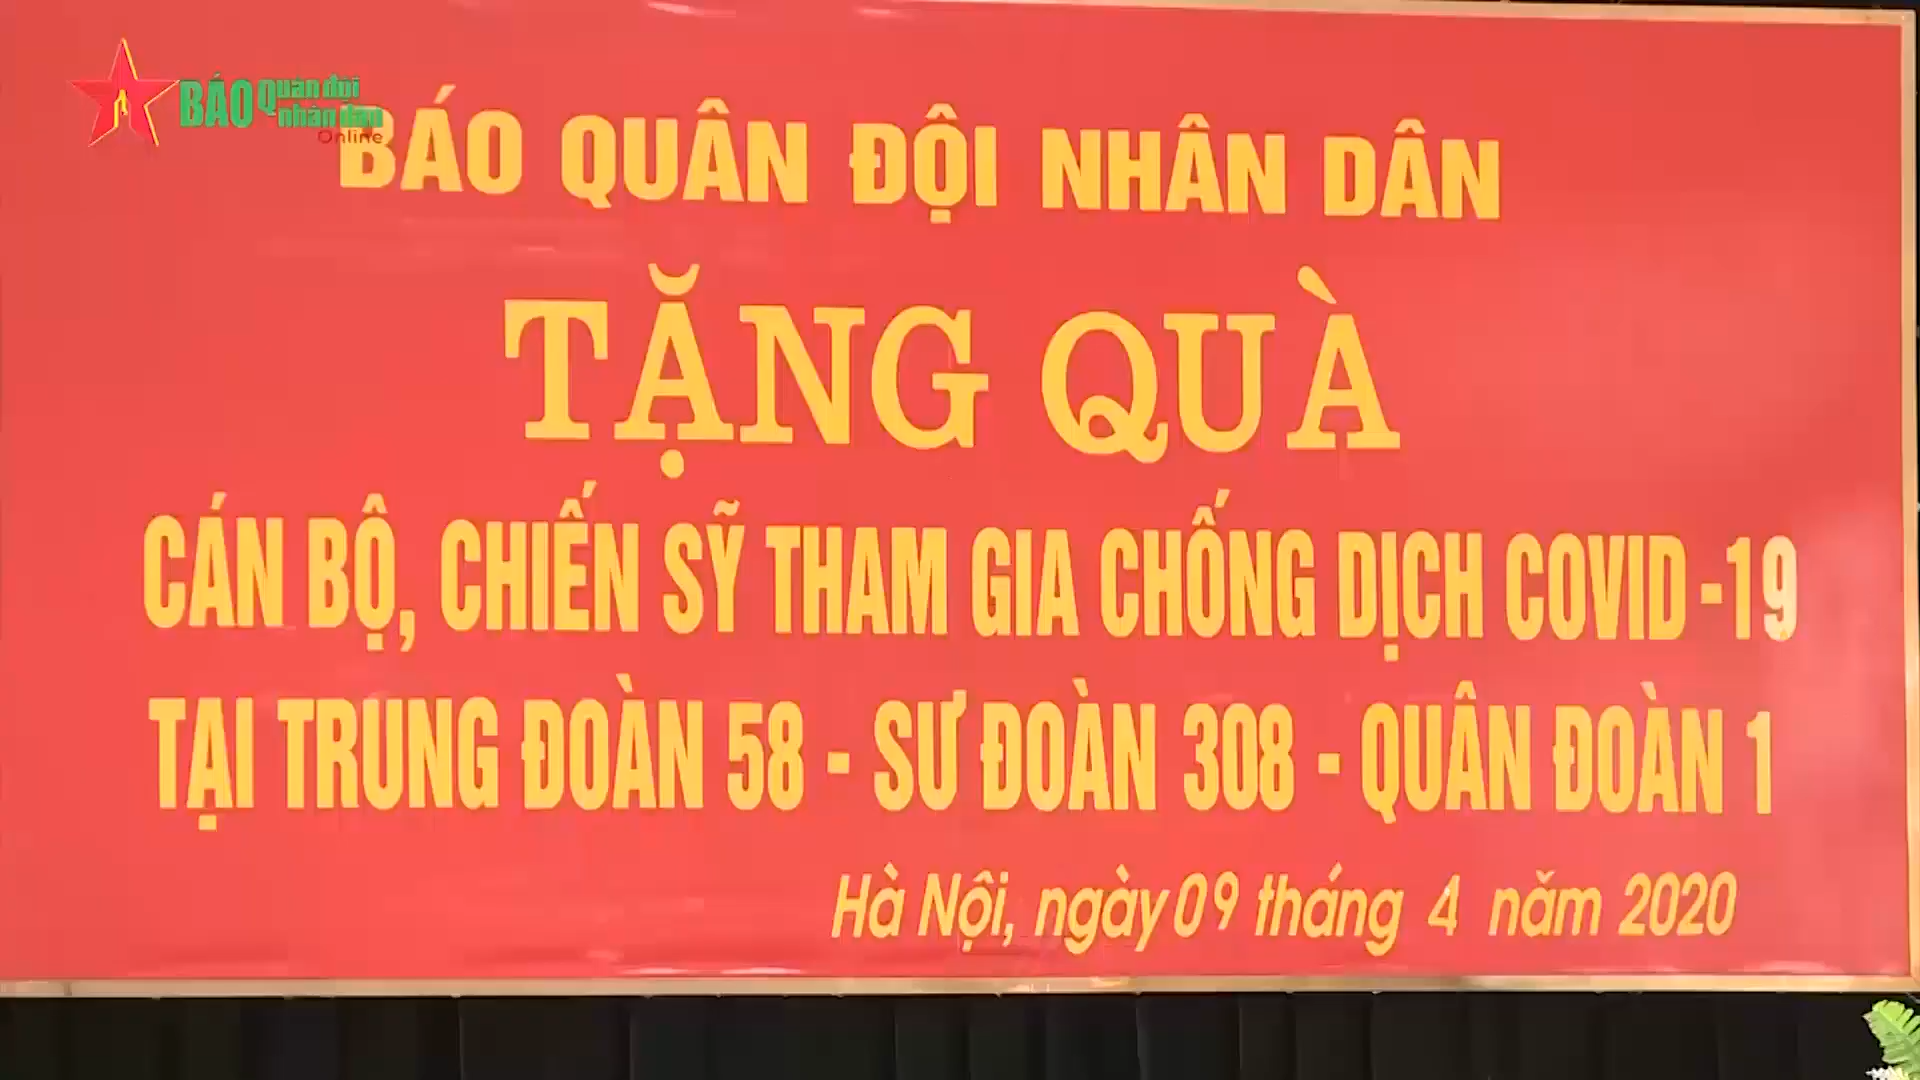 BÁO Quân đội nhân dân Online
BÁO QUÂN ĐỘI NHÂN DÂN
TẶNG QUÀ
CÁN BỘ, CHIẾN SỸ THAM GIA CHỐNG DỊCH COVID -19
TẠI TRUNG ĐOÀN 58 - SƯ ĐOÀN 308 - QUÂN ĐOÀN 1
Hà Nội, ngày 09 tháng 4 năm 2020